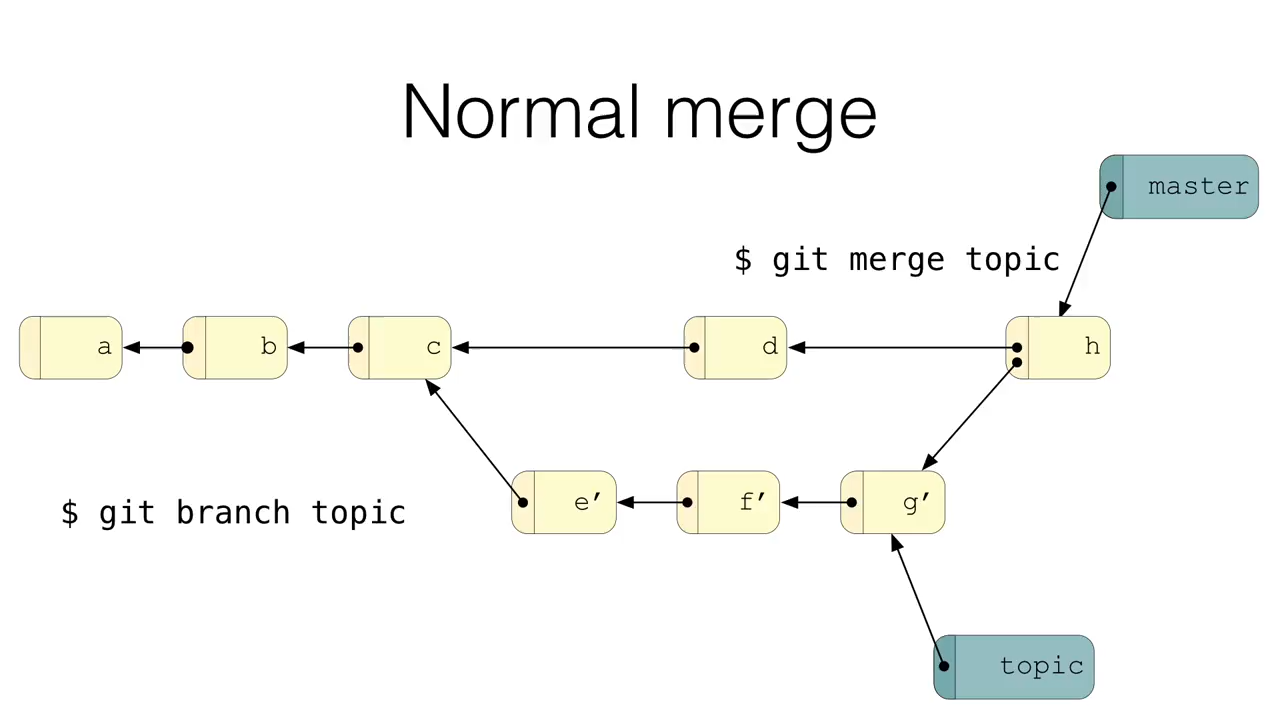 Normal merge
master
$ git merge topic
a b c d h
$ git branch topic
e’ f’ g’
topic